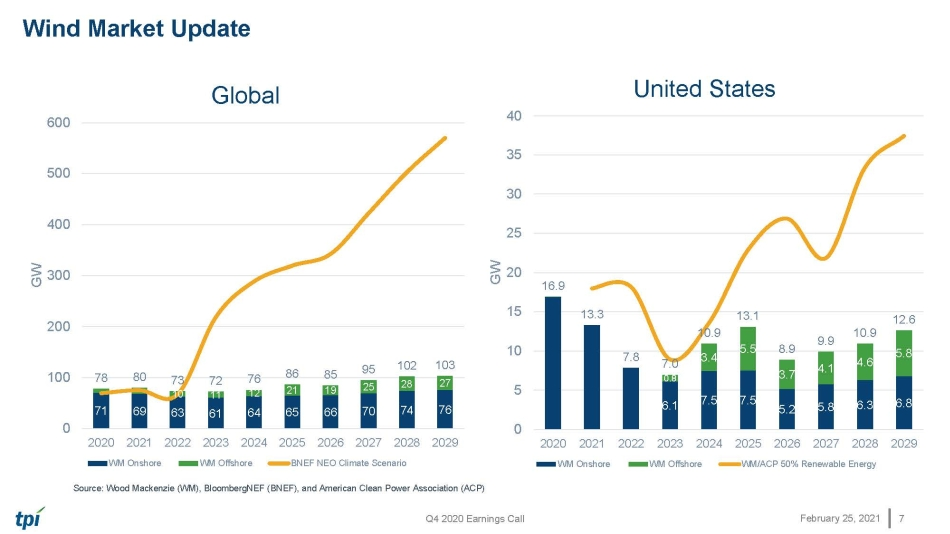 Wind Market Update
Global
600
500
400
300
200
100
0
GW
78 80 73 72 76 86 85 95 102 103
10 11 12 21 19 25 28 27
71 69 63 61 64 65 66 70 74 76
2020 2021 2022 2023 2024 2025 2026 2027 2028 2029
WM Onshore WM Offshore BNEF NEO Climate Scenario
United States
40
35
30
25
20
15
10
5
0
GW
16.9 13.3 7.8 7.0 10.9 13.1 8.9 9.9 10.9 12.6
0.8 3.4 5.5 3.7 4.1 4.6 5.8
6.1 7.5 7.5 5.2 5.8 6.3 6.8
2020 2021 2022 2023 2024 2025 2026 2027 2028 2029
WM Onshore WM Offshore WM/ACP 50% Renewable Energy
Source: Wood Mackenzie (WM), BloombergNEF (BNEF), and American Clean Power Association (ACP)
tpi
Q4 2020 Earnings Call
February 25, 2021 7